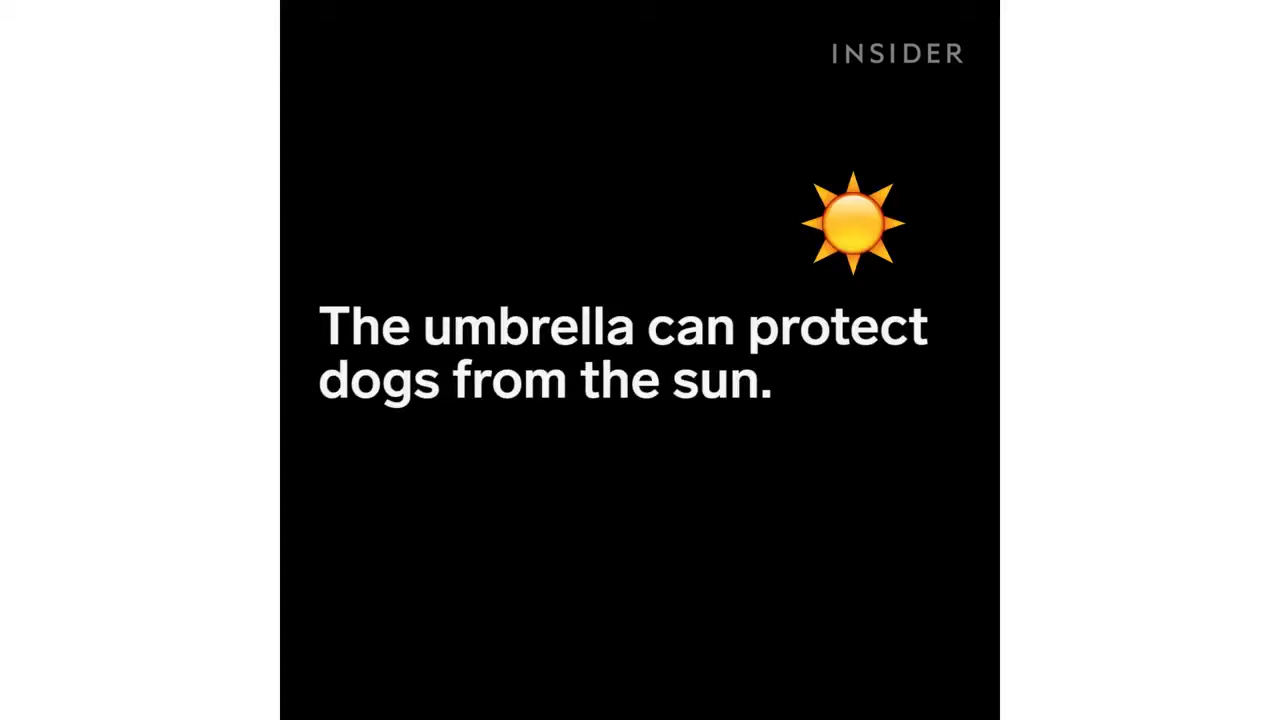 INSIDER
The umbrella can protect
dogs from the sun.